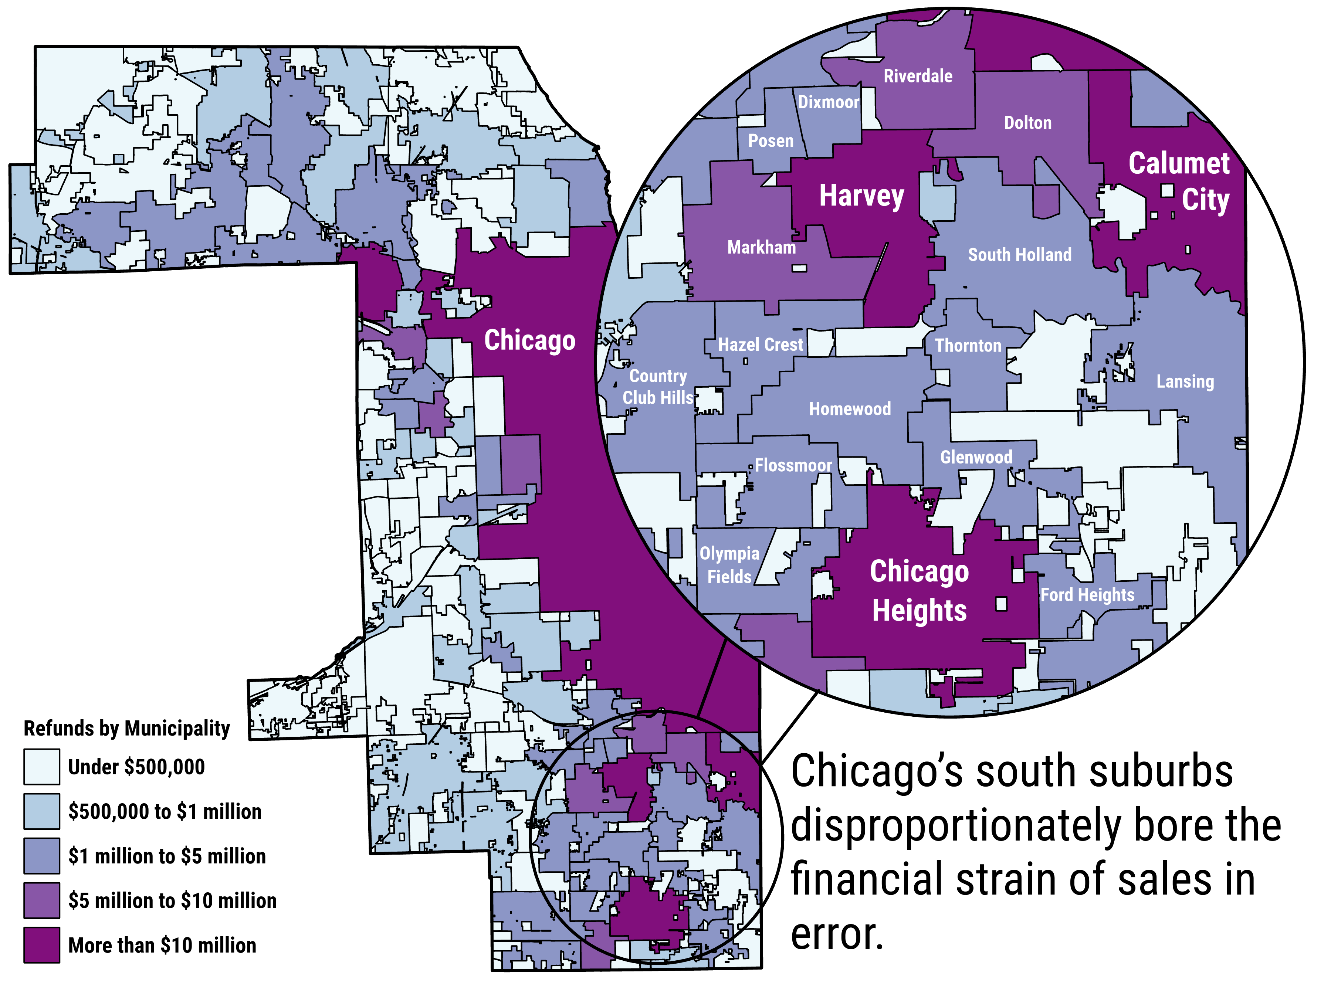 Riverdale
Dixmoor
Dolton
Posen
Calumet
City
Harvey
Markham
South Holland
Chicago
Hazel Crest
Thornton
Country
Club Hills
Lansing
Homewood
Glenwood
Flossmoor
Olympia
Fields
Chicago
Heights
Ford Heights
Refunds by Municipality
Under $500,000
$500,000 to $1 million
$1 million to $5 million
$5 million to $10 million
More than $10 million
Chicago’s south suburbs
disproportionately bore the
financial strain of sales in
error.